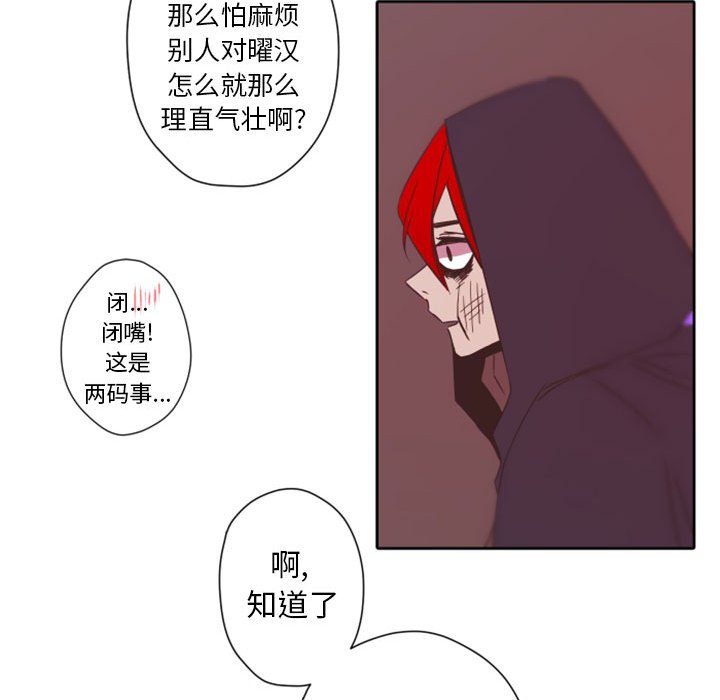 那么怕麻烦
别人对曜汉
怎么就那么
理直气壮啊?
闭...
闭嘴!
这是
两码事...
啊,
知道了